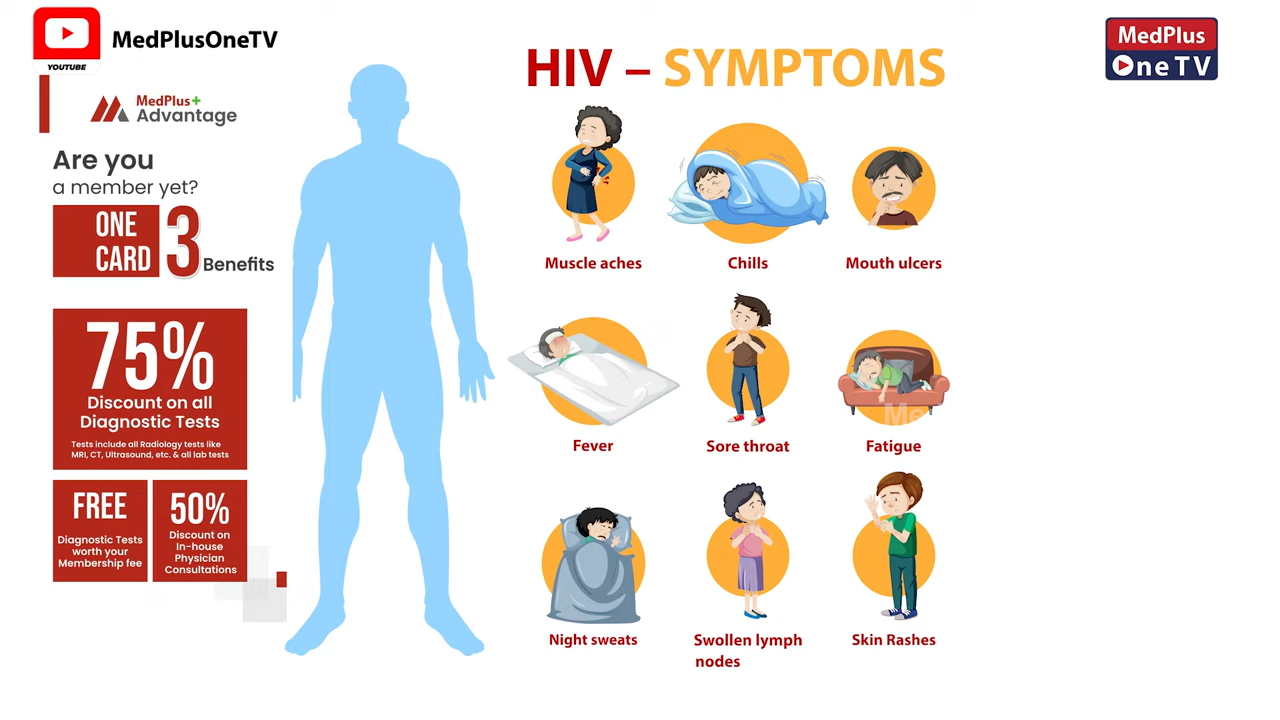 YOUTUBE
MedPlusOneTV
MedPlus+
Advantage
Are you
a member yet?
ONE
CARD
3
Benefits
75%
Discount on all
Diagnostic Tests
Tests include all Radiology tests like
MRI, CT, Ultrasound, etc. & all lab tests
FREE
Diagnostic Tests
worth your
Membership fee
50%
Discount on
In-house
Physician
Consultations
HIV – SYMPTOMS
Muscle aches
Chills
Mouth ulcers
Fever
Sore throat
Fatigue
Night sweats
Swollen lymph
nodes
Skin Rashes
MedPlus
One TV